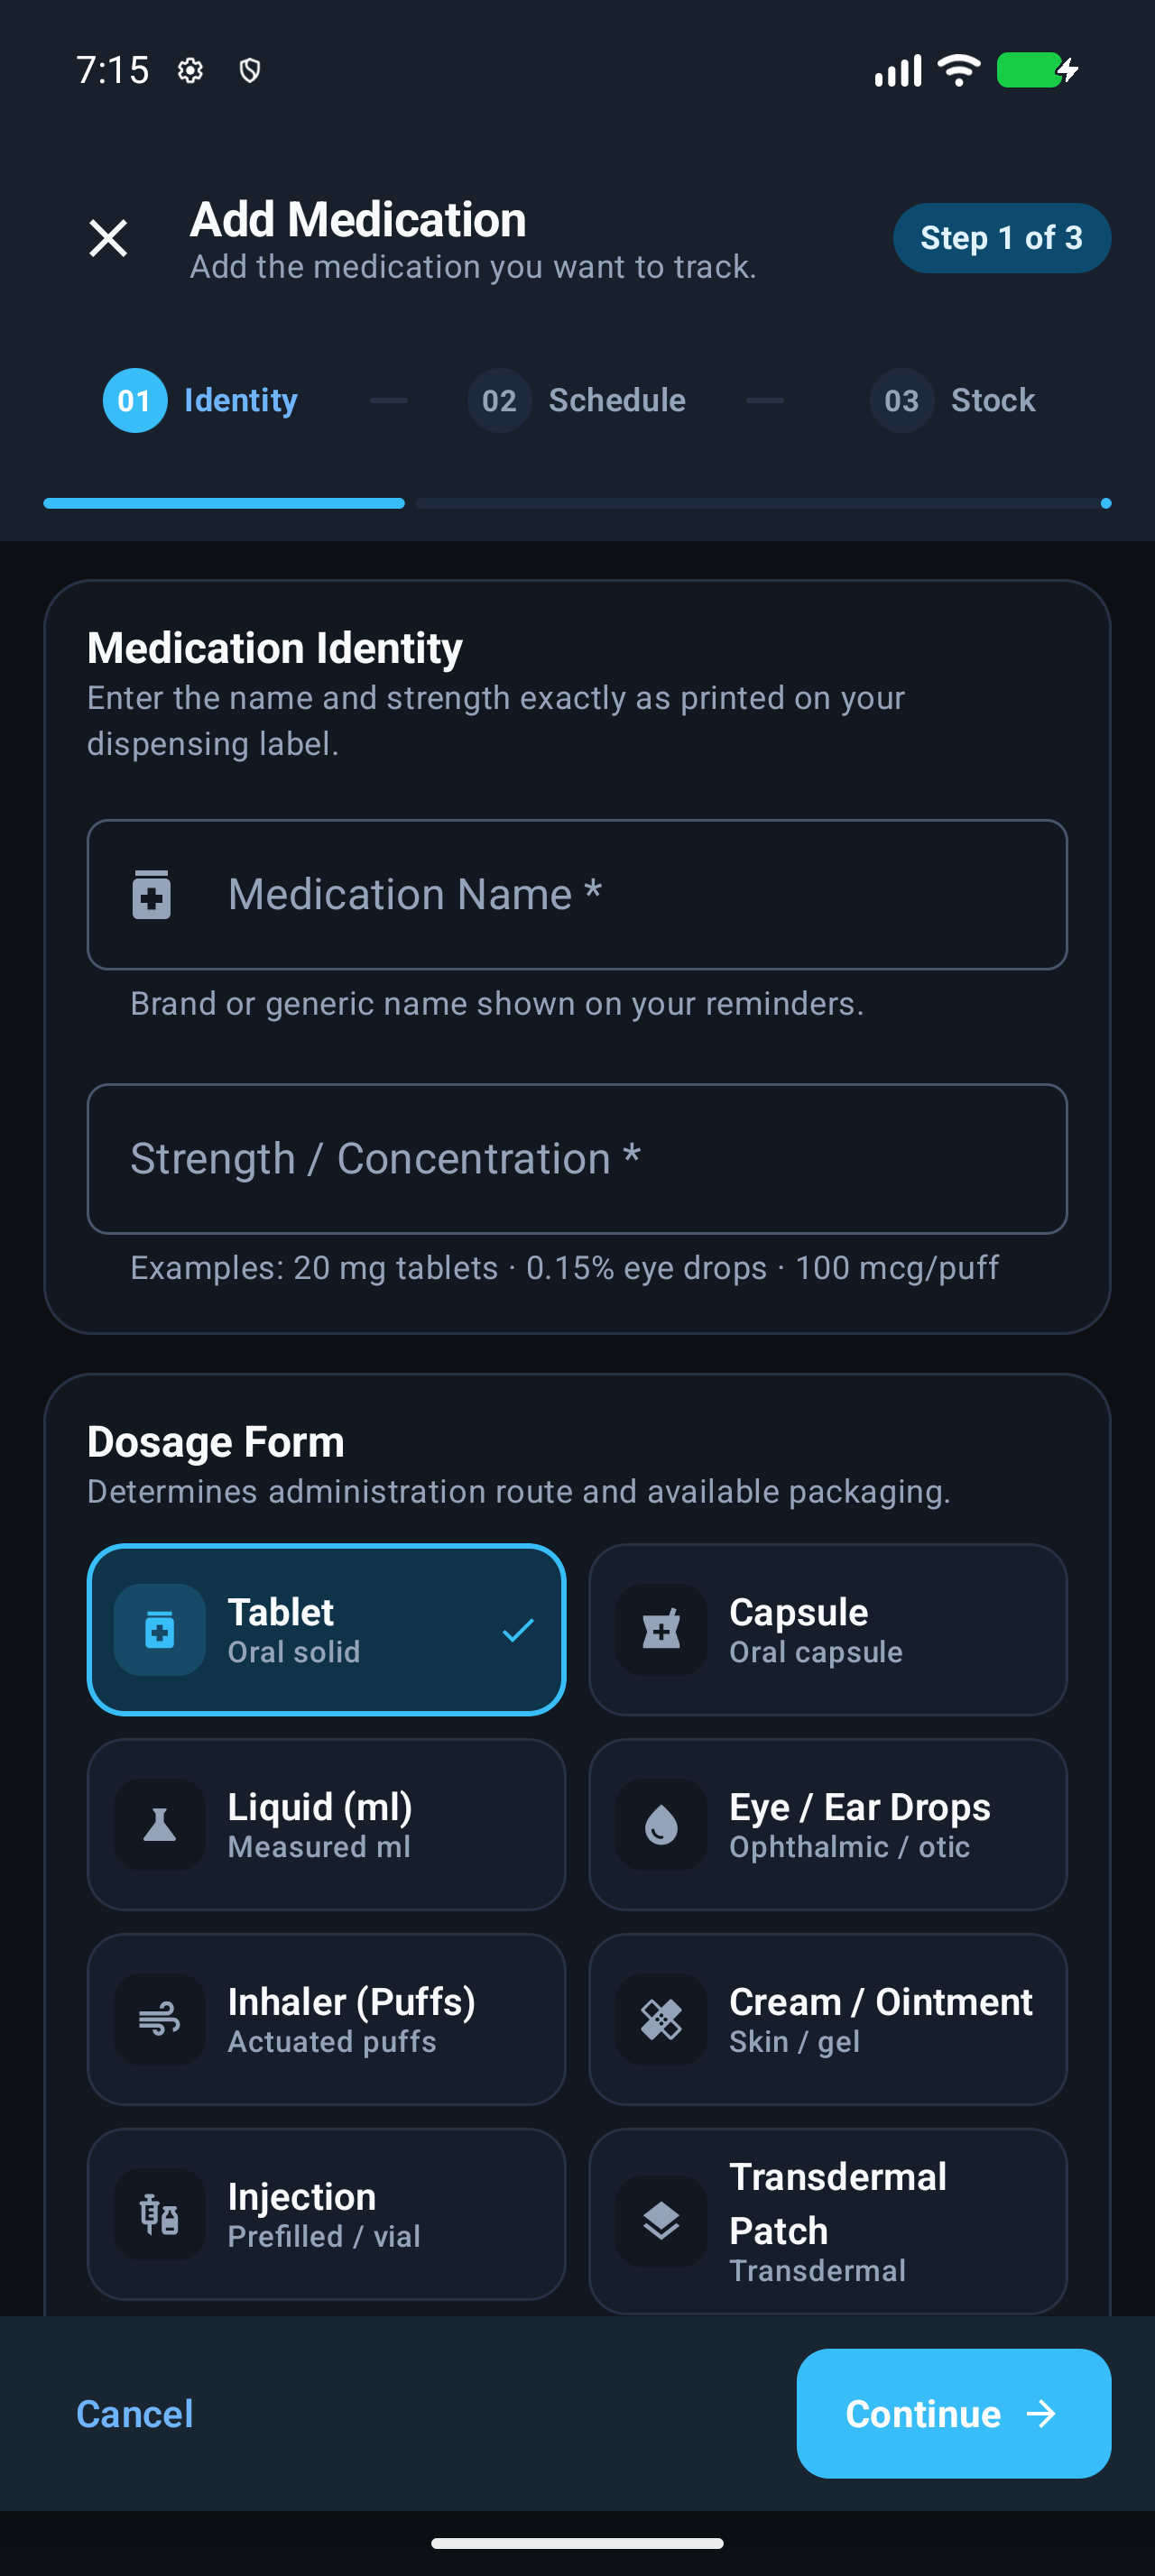 7:15
Add Medication
Add the medication you want to track.
Step 1 of 3
01 Identity
02 Schedule
03 Stock
Medication Identity
Enter the name and strength exactly as printed on your
dispensing label.
Medication Name *
Brand or generic name shown on your reminders.
Strength / Concentration *
Examples: 20 mg tablets · 0.15% eye drops · 100 mcg/puff
Dosage Form
Determines administration route and available packaging.
Tablet
Oral solid
Capsule
Oral capsule
Liquid (ml)
Measured ml
Eye / Ear Drops
Ophthalmic / otic
Inhaler (Puffs)
Actuated puffs
Cream / Ointment
Skin / gel
Injection
Prefilled / vial
Transdermal
Patch
Transdermal
Cancel
Continue